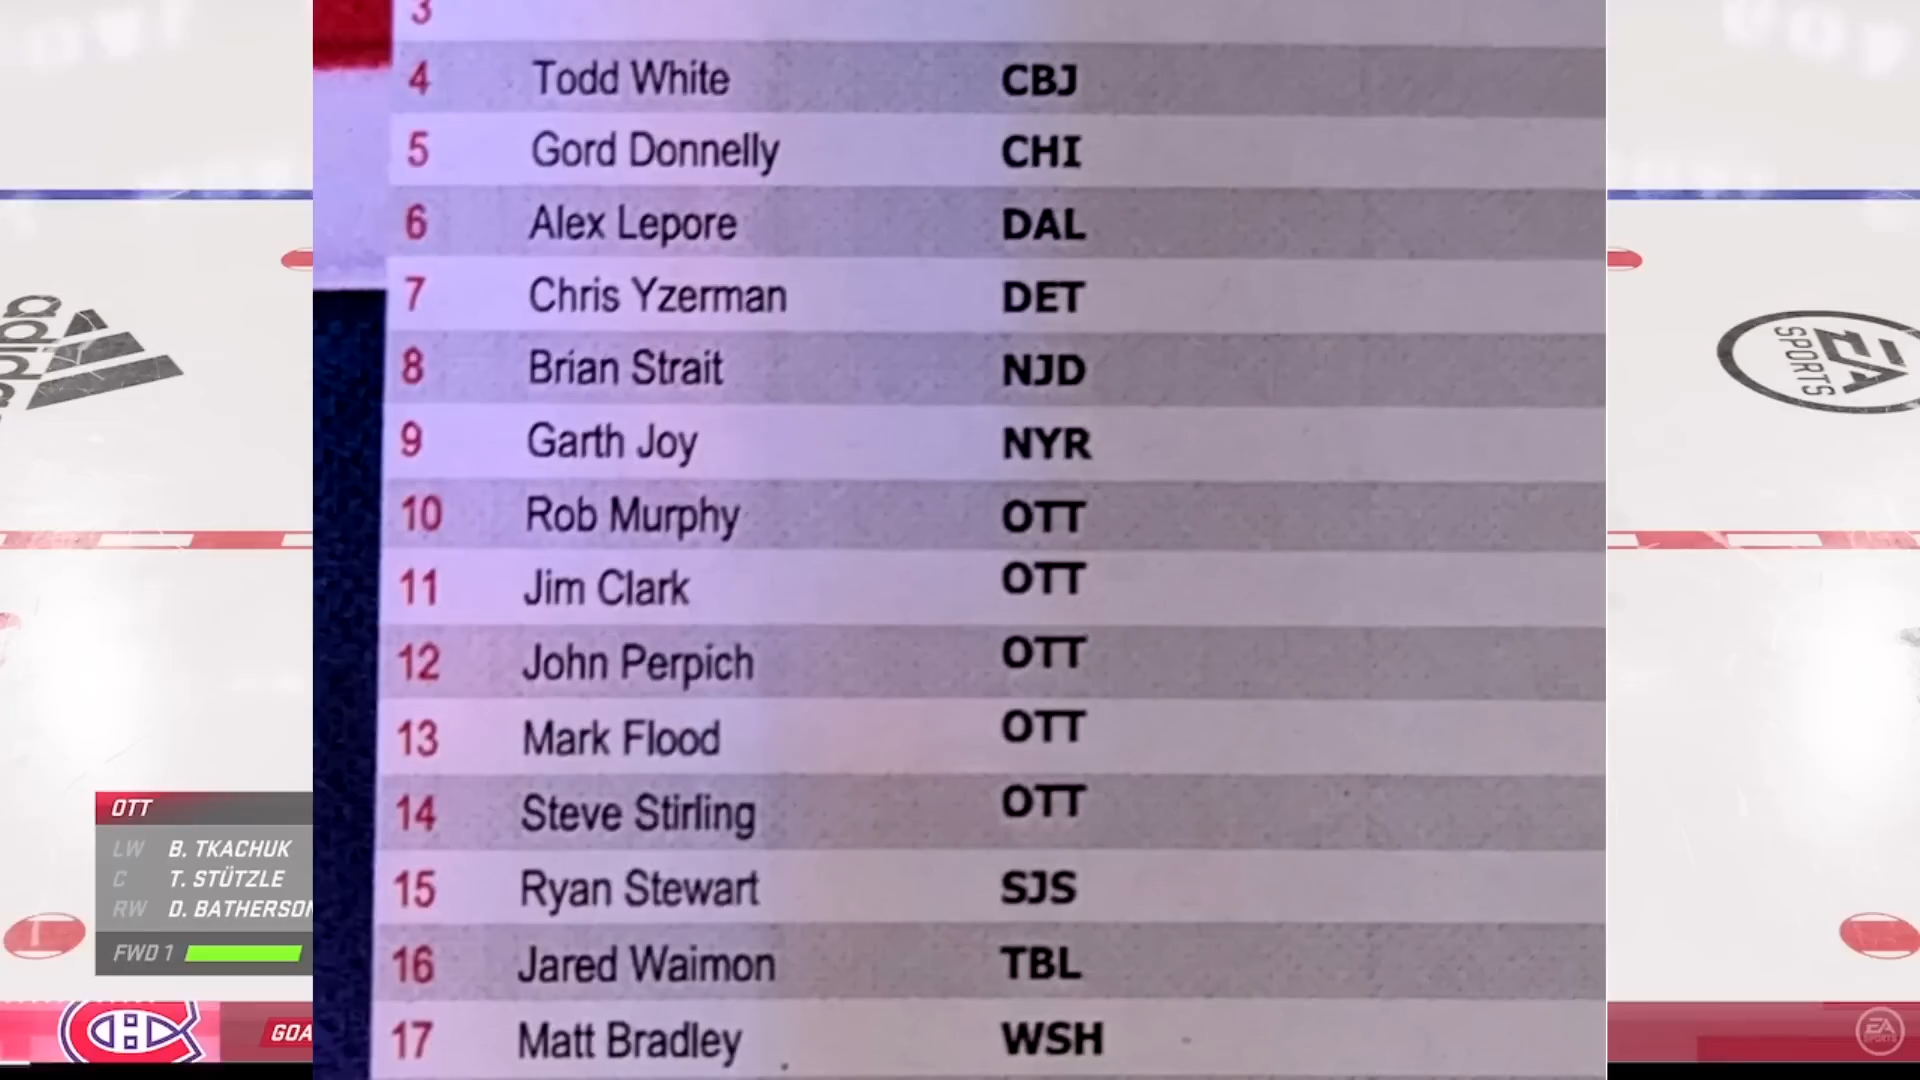 3
4 Todd White CBJ
5 Gord Donnelly CHI
6 Alex Lepore DAL
7 Chris Yzerman DET
8 Brian Strait NJD
9 Garth Joy NYR
10 Rob Murphy OTT
11 Jim Clark OTT
12 John Perpich OTT
13 Mark Flood OTT
14 Steve Stirling OTT
15 Ryan Stewart SJS
16 Jared Waimon TBL
17 Matt Bradley WSH
adidas
EA
SPORTS
OTT
LW B. TKACHUK
C T. STÜTZLE
RW D. BATHERSON
FWD 1
GOA
EA
SPORTS